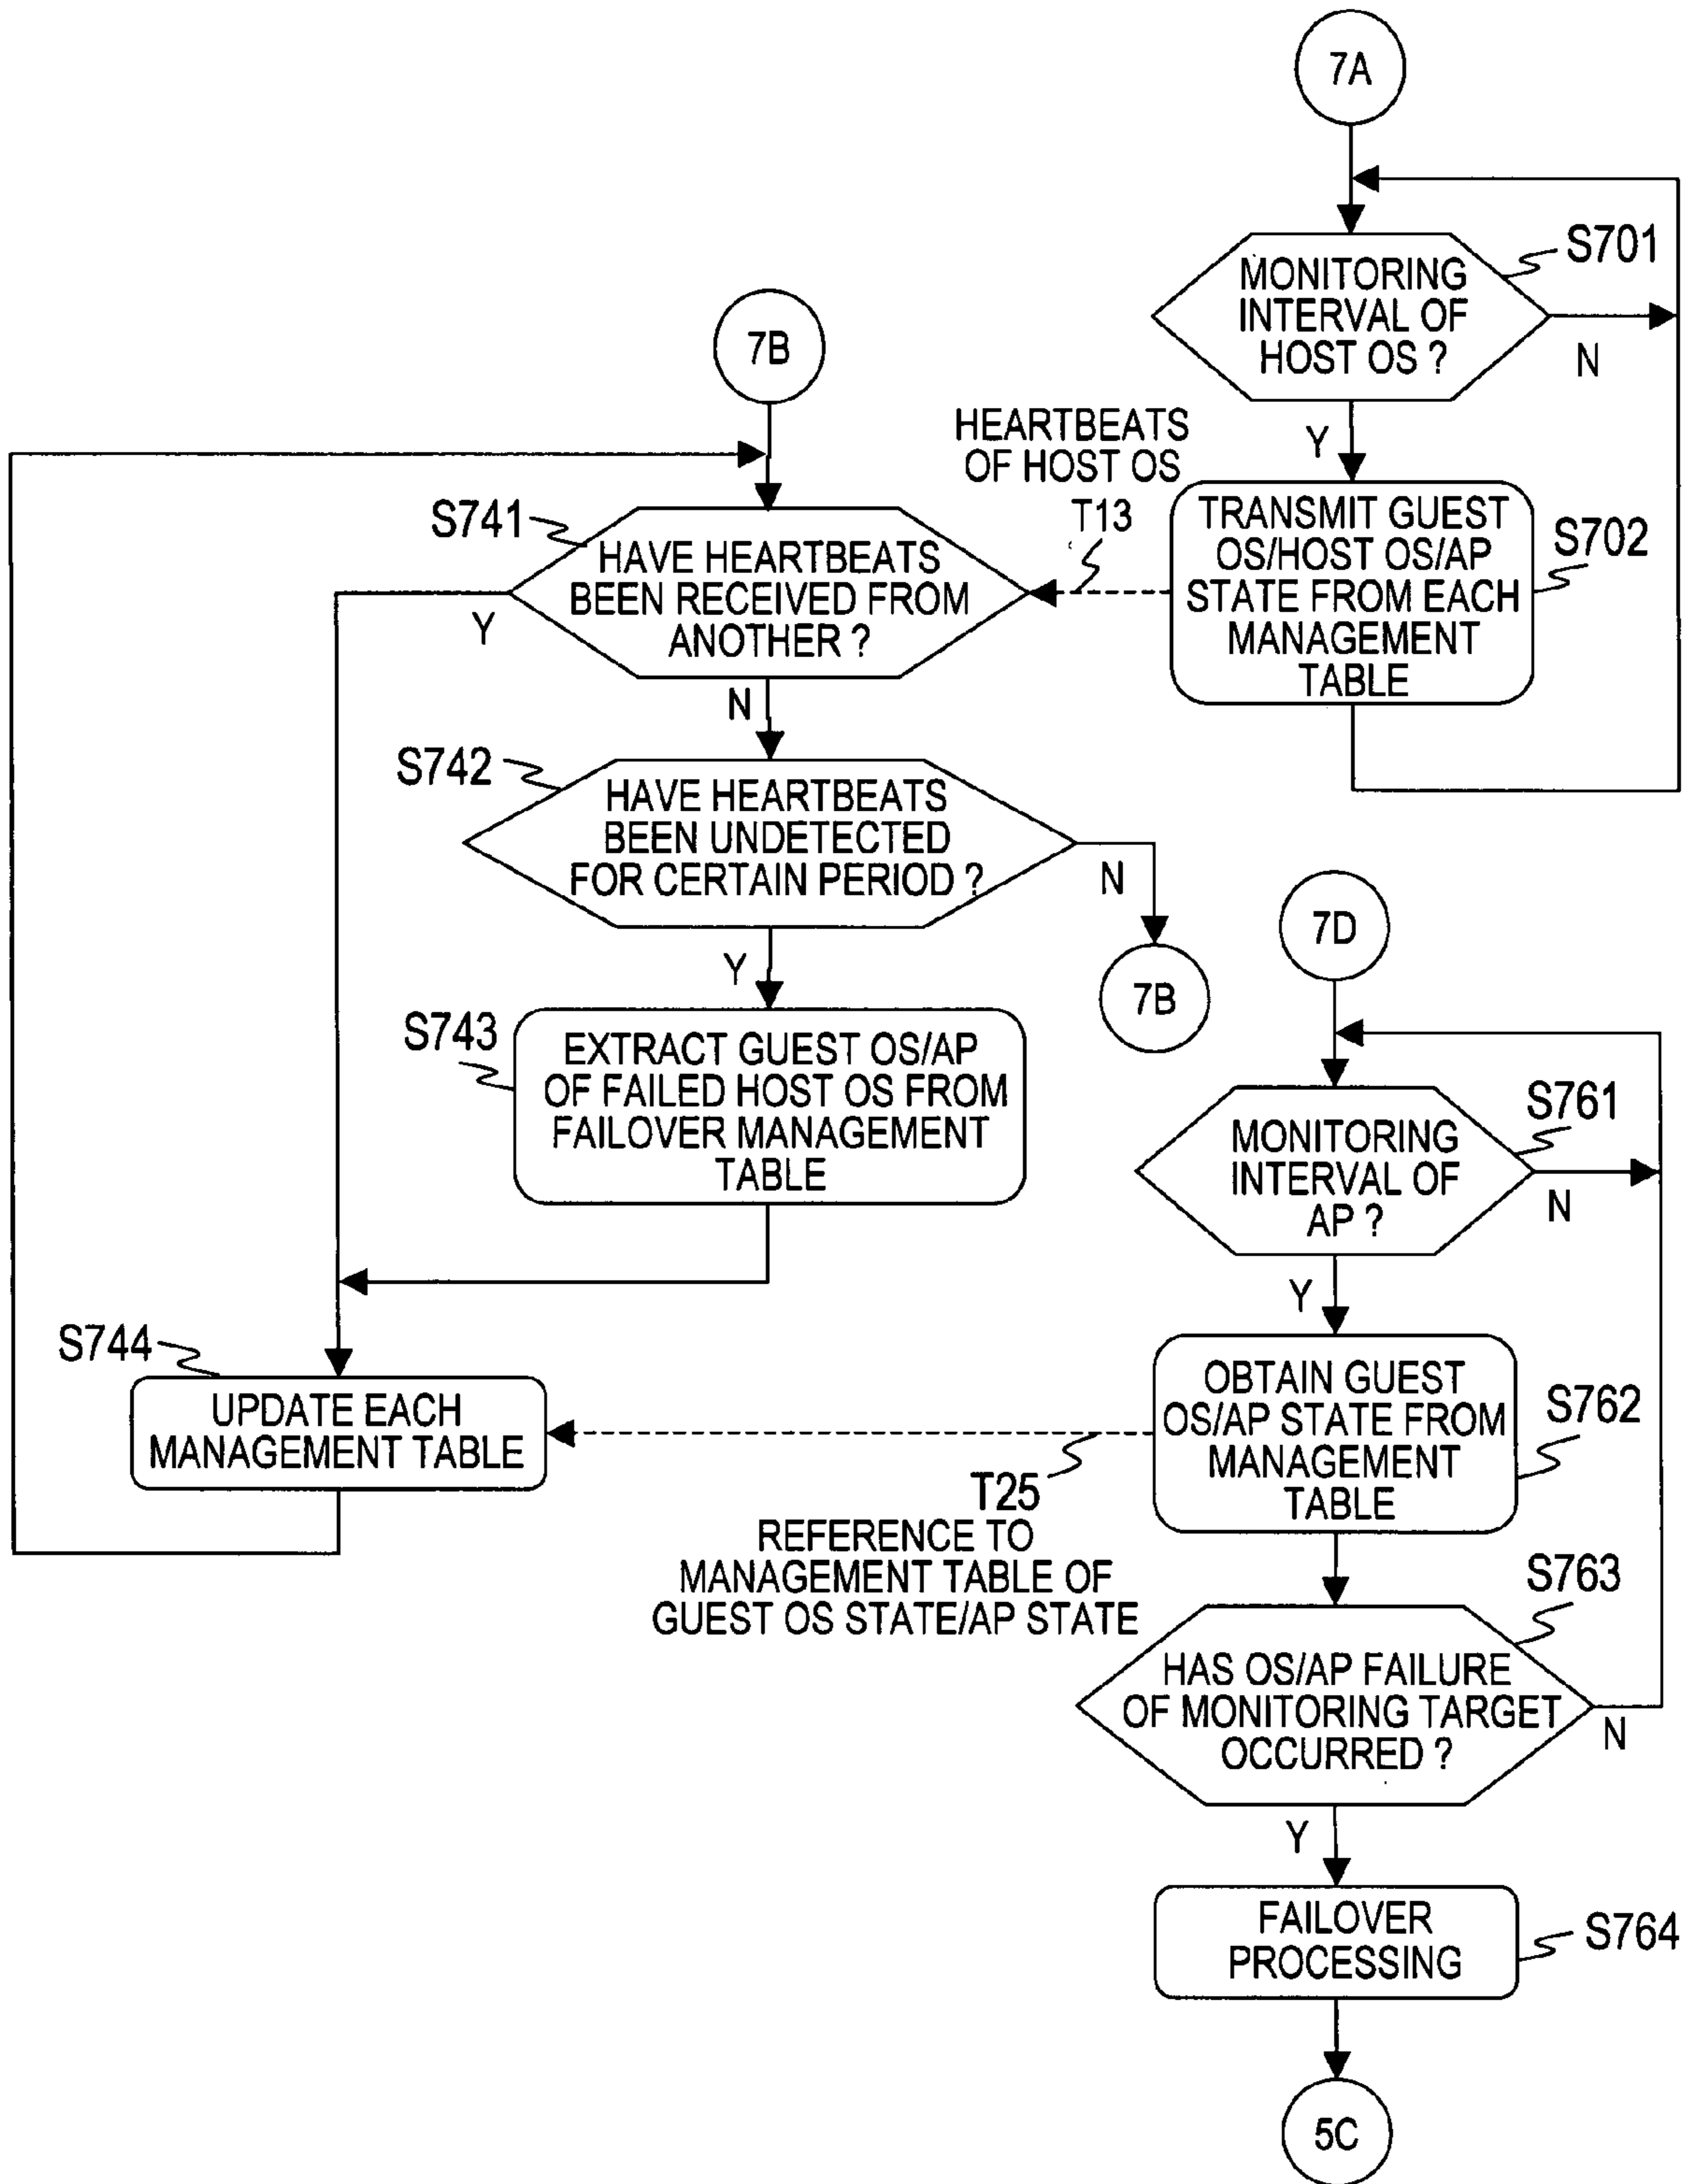 7A
S701
MONITORING
INTERVAL OF
HOST OS ?
N
Y
7B
HEARTBEATS
OF HOST OS
T13
S741
HAVE HEARTBEATS
BEEN RECEIVED FROM
ANOTHER ?
Y
N
TRANSMIT GUEST
OS/HOST OS/AP
STATE FROM EACH
MANAGEMENT
TABLE
S702
S742
HAVE HEARTBEATS
BEEN UNDETECTED
FOR CERTAIN PERIOD ?
N
7B
Y
S743
EXTRACT GUEST OS/AP
OF FAILED HOST OS FROM
FAILOVER MANAGEMENT
TABLE
S744
UPDATE EACH
MANAGEMENT TABLE
7D
S761
MONITORING
INTERVAL OF
AP ?
N
Y
OBTAIN GUEST
OS/AP STATE FROM
MANAGEMENT
TABLE
S762
T25
REFERENCE TO
MANAGEMENT TABLE OF
GUEST OS STATE/AP STATE
S763
HAS OS/AP FAILURE
OF MONITORING TARGET
OCCURRED ?
N
Y
FAILOVER
PROCESSING
S764
5C